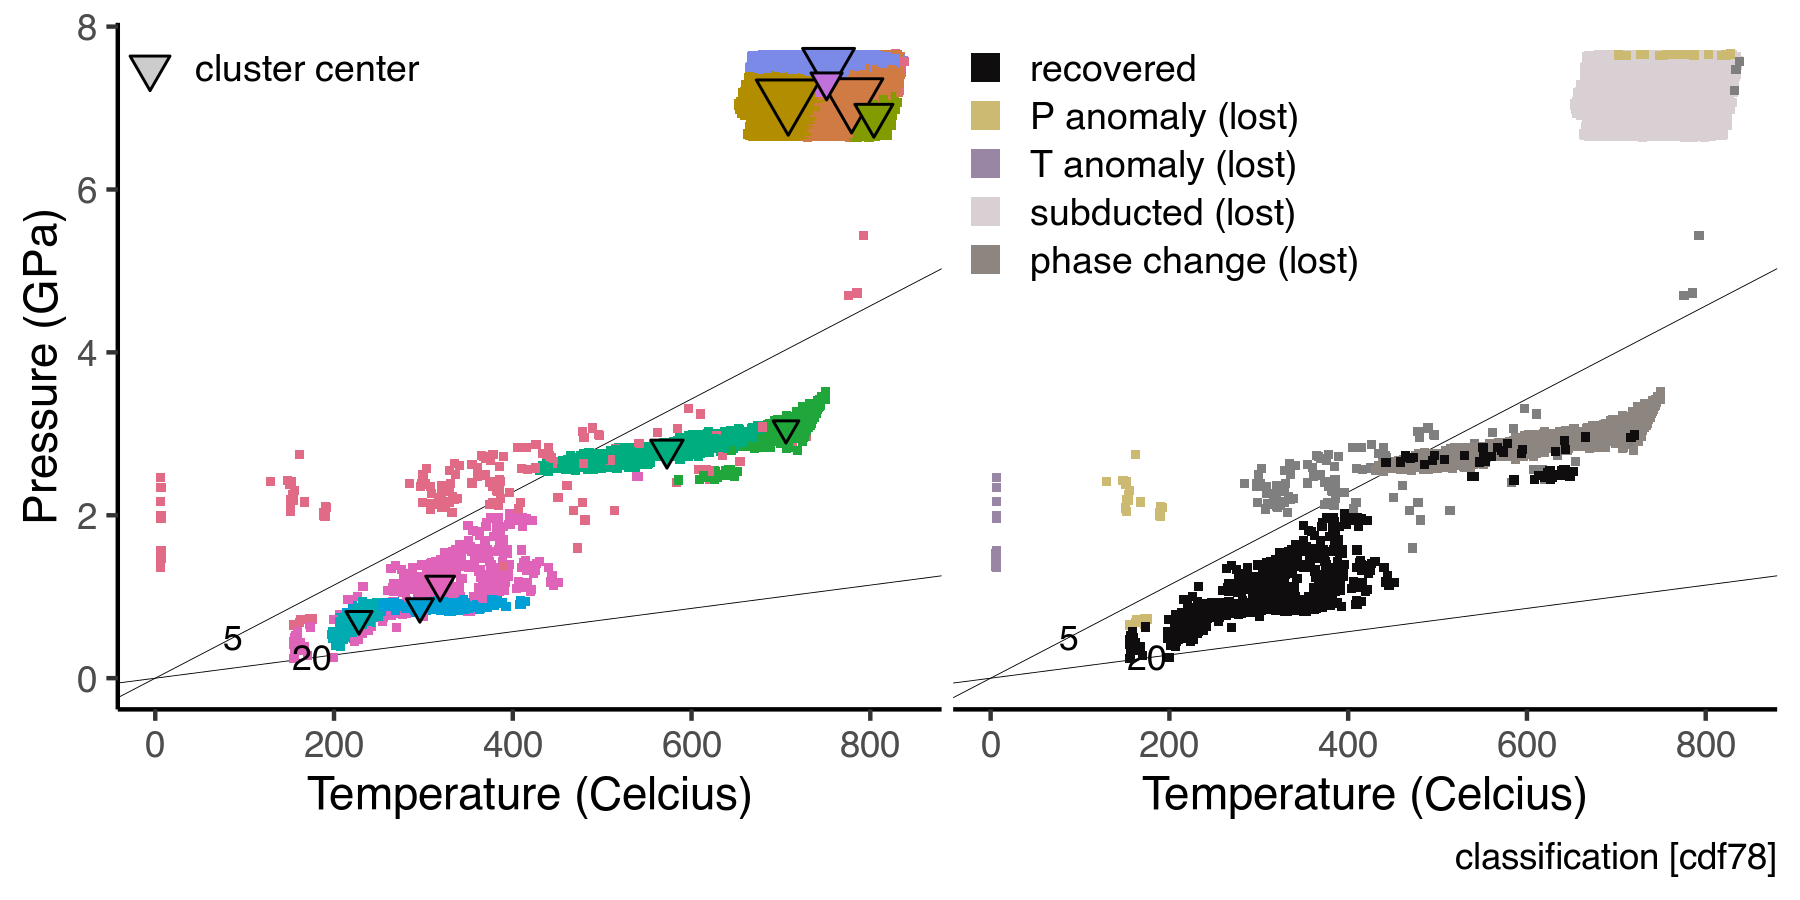 cluster center
recovered
P anomaly (lost)
T anomaly (lost)
subducted (lost)
phase change (lost)
Pressure (GPa)
8
6
4
2
0
5
20
5
20
0 200 400 600 800
0 200 400 600 800
Temperature (Celcius)
Temperature (Celcius)
classification [cdf78]